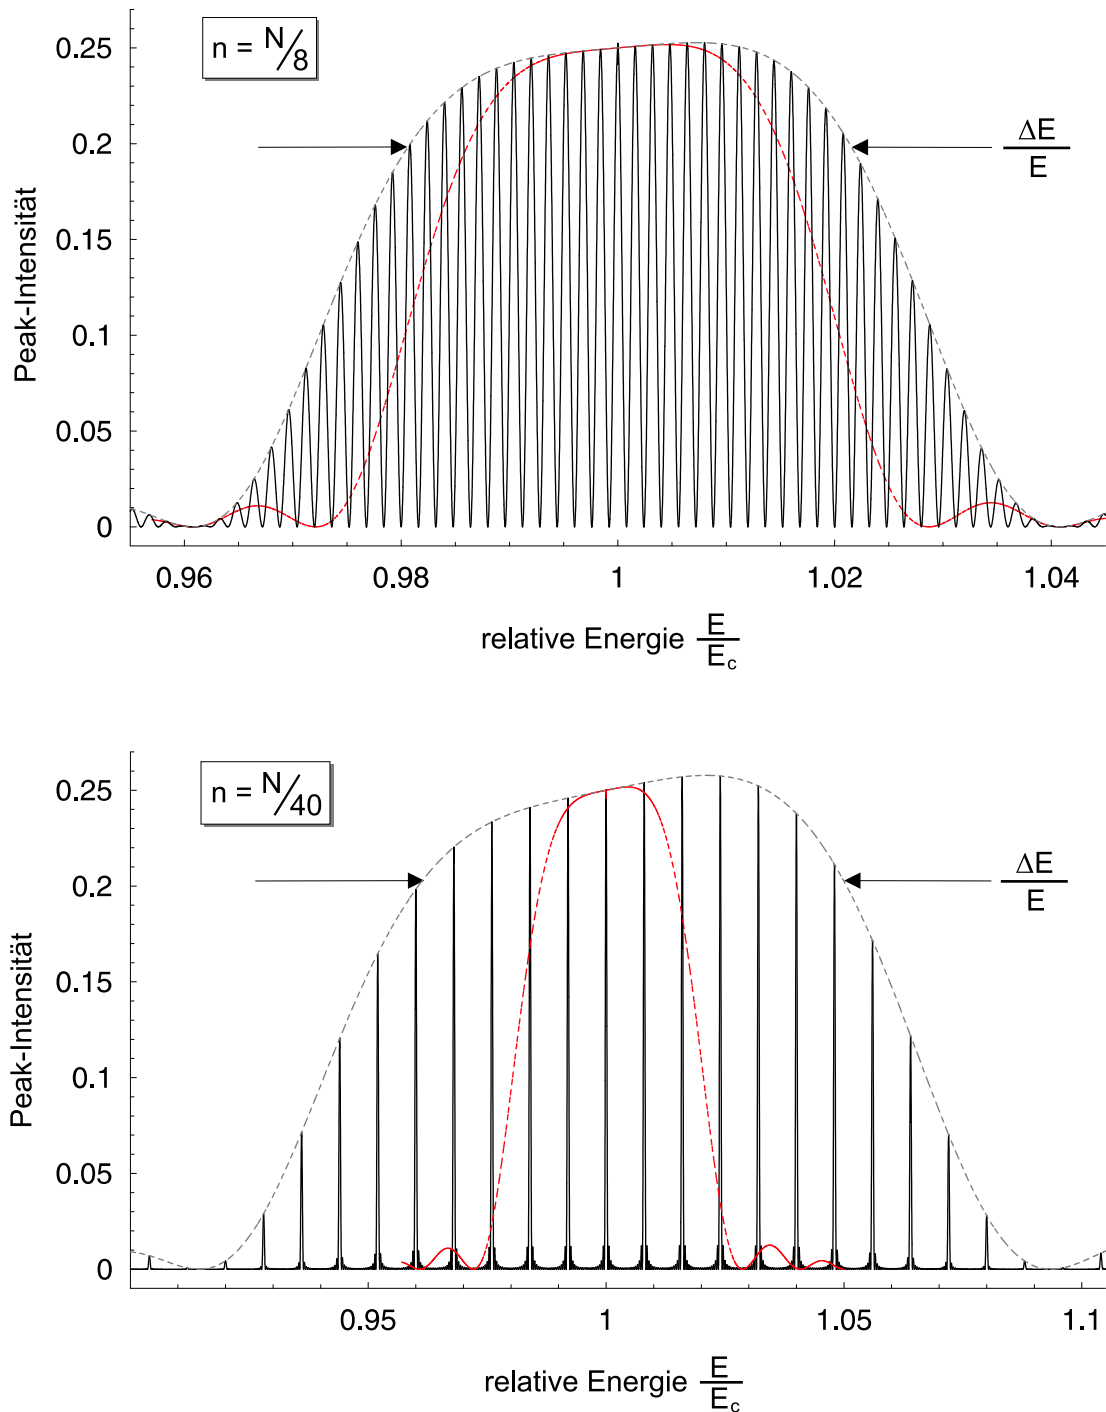 n = N/8
0.25
0.2
0.15
0.1
0.05
0
Peak-Intensität
ΔE
E
0.96 0.98 1 1.02 1.04
relative Energie E
E_c
n = N/40
0.25
0.2
0.15
0.1
0.05
0
Peak-Intensität
ΔE
E
0.95 1 1.05 1.1
relative Energie E
E_c